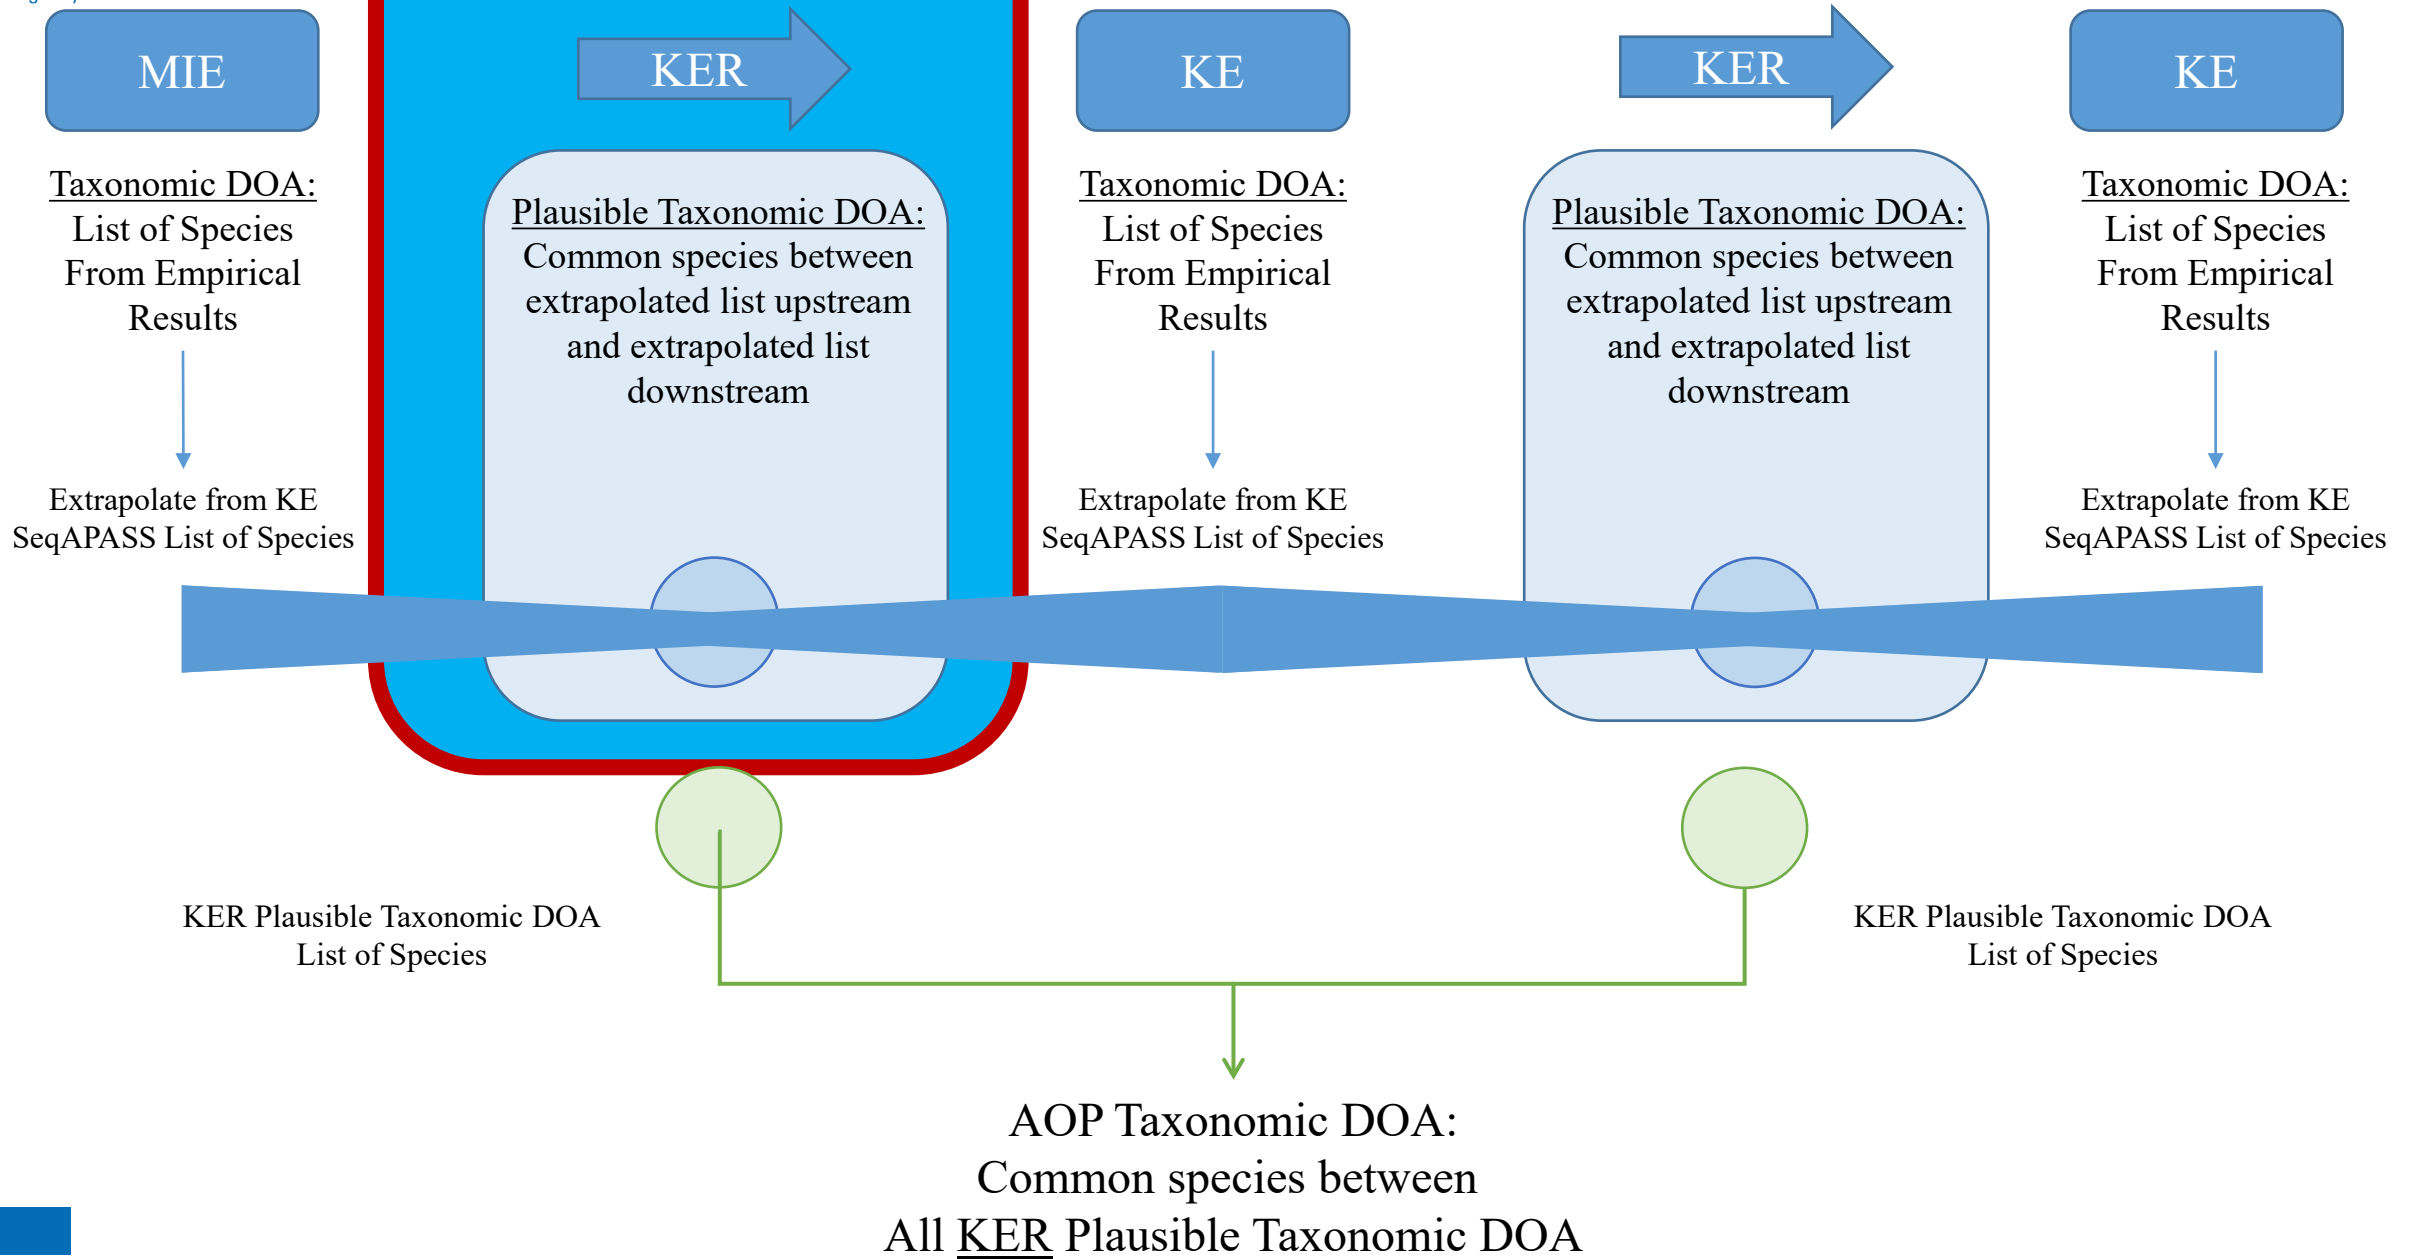 MIE
KER
KE
KER
KE
Taxonomic DOA:
List of Species
From Empirical
Results
Plausible Taxonomic DOA:
Common species between
extrapolated list upstream
and extrapolated list
downstream
Taxonomic DOA:
List of Species
From Empirical
Results
Plausible Taxonomic DOA:
Common species between
extrapolated list upstream
and extrapolated list
downstream
Taxonomic DOA:
List of Species
From Empirical
Results
Extrapolate from KE
SeqAPASS List of Species
Extrapolate from KE
SeqAPASS List of Species
Extrapolate from KE
SeqAPASS List of Species
KER Plausible Taxonomic DOA
List of Species
KER Plausible Taxonomic DOA
List of Species
AOP Taxonomic DOA:
Common species between
All KER Plausible Taxonomic DOA